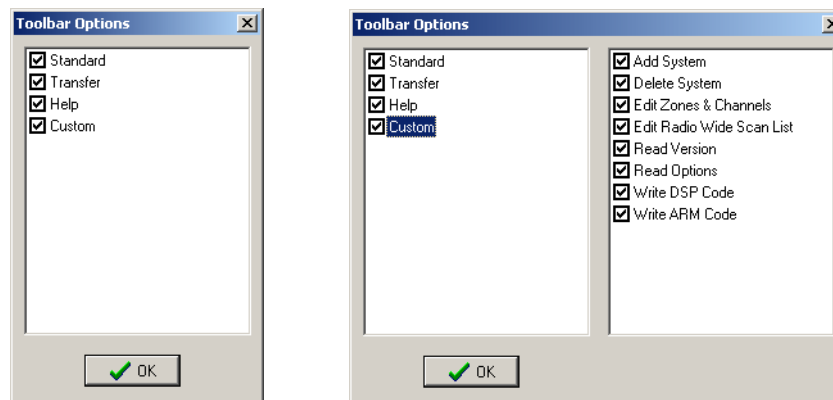 Toolbar Options
Standard
Transfer
Help
Custom
OK
Toolbar Options
Standard
Transfer
Help
Custom
Add System
Delete System
Edit Zones & Channels
Edit Radio Wide Scan List
Read Version
Read Options
Write DSP Code
Write ARM Code
OK